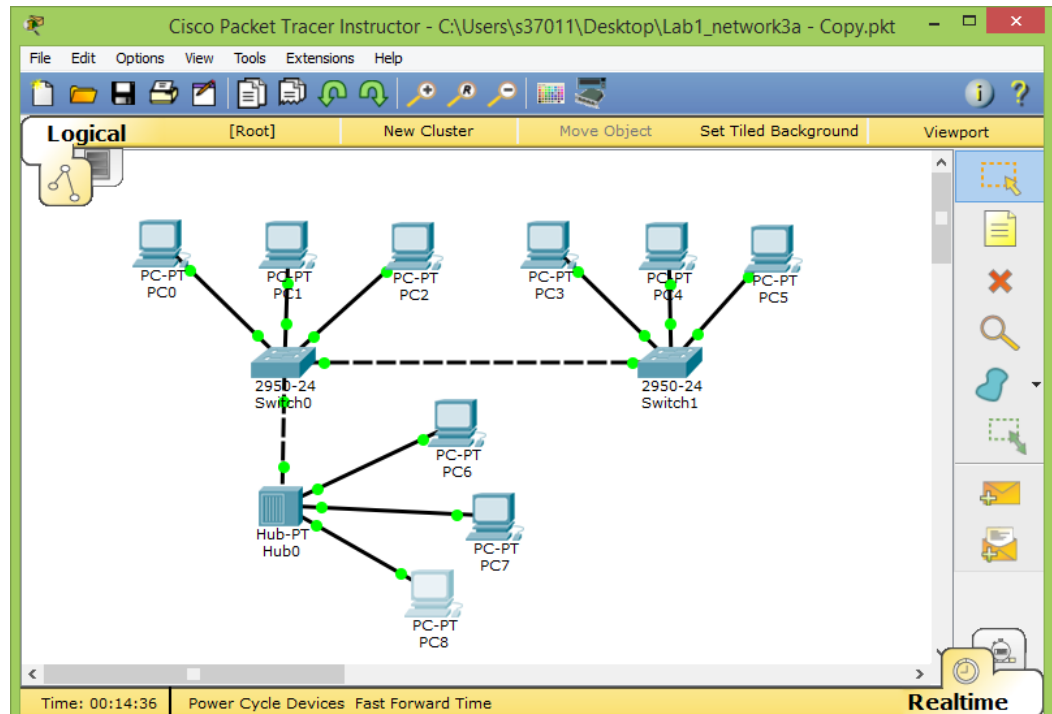 Cisco Packet Tracer Instructor - C:\Users\s37011\Desktop\Lab1_network3a - Copy.pkt
File Edit Options View Tools Extensions Help
Logical [Root] New Cluster Move Object Set Tiled Background Viewport
PC-PT
PC0
PC-PT
PC1
PC-PT
PC2
PC-PT
PC3
PC-PT
PC4
PC-PT
PC5
2950-24
Switch0
2950-24
Switch1
PC-PT
PC6
Hub-PT
Hub0
PC-PT
PC7
PC-PT
PC8
Time: 00:14:36 Power Cycle Devices Fast Forward Time Realtime